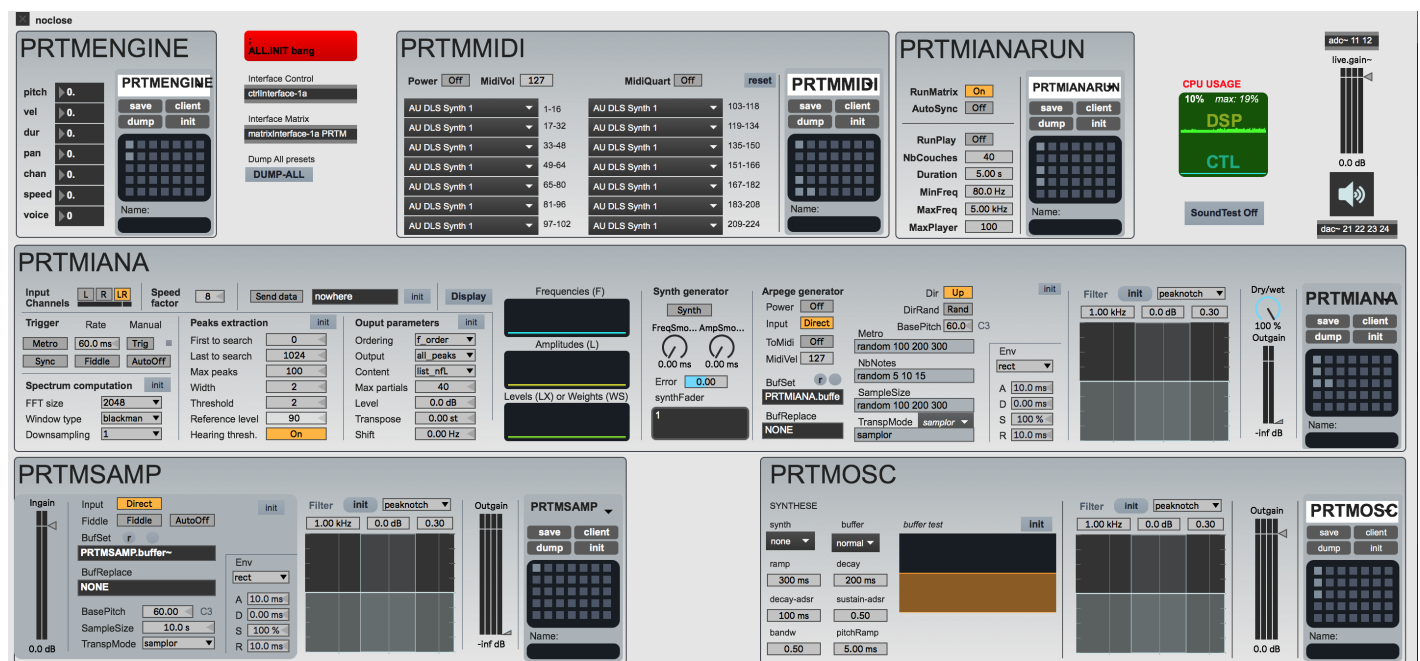 noclose
PRTMENGINE
pitch 0.
vel 0.
dur 0.
pan 0.
chan 0.
speed 0.
voice 0
PRTMENGINE
save client
dump init
Name:
;
ALL.INIT bang
Interface Control
ctrlInterface-1a
Interface Matrix
matrixInterface-1a PRTM
Dump All presets
DUMP-ALL
PRTMMIDI
Power Off MidiVol 127 MidiQuart Off reset
AU DLS Synth 1 1-16 AU DLS Synth 1 103-118
AU DLS Synth 1 17-32 AU DLS Synth 1 119-134
AU DLS Synth 1 33-48 AU DLS Synth 1 135-150
AU DLS Synth 1 49-64 AU DLS Synth 1 151-166
AU DLS Synth 1 65-80 AU DLS Synth 1 167-182
AU DLS Synth 1 81-96 AU DLS Synth 1 183-208
AU DLS Synth 1 97-102 AU DLS Synth 1 209-224
PRTMMIDI
save client
dump init
Name:
PRTMIANARUN
RunMatrix On
AutoSync Off
RunPlay Off
NbCouches 40
Duration 5.00 s
MinFreq 80.0 Hz
MaxFreq 5.00 kHz
MaxPlayer 100
PRTMIANARUN
save client
dump init
Name:
CPU USAGE
10% max: 19%
DSP
CTL
SoundTest Off
adc~ 11 12
live.gain~
0.0 dB
dac~ 21 22 23 24
PRTMIANA
Input Channels L R LR
Speed factor 8
Send data nowhere init Display
Trigger Rate Manual
Metro 60.0 ms Trig
Sync Fiddle AutoOff
Spectrum computation init
FFT size 2048
Window type blackman
Downsampling 1
Peaks extraction init
First to search 0
Last to search 1024
Max peaks 100
Width 2
Threshold 2
Reference level 90
Hearing thresh. On
Ouput parameters init
Ordering f_order
Output all_peaks
Content list_nfL
Max partials 40
Level 0.0 dB
Transpose 0.00 st
Shift 0.00 Hz
Frequencies (F)
Amplitudes (L)
Levels (LX) or Weights (WS)
Synth generator
Synth
FreqSmo... AmpSmo...
0.00 ms 0.00 ms
Error 0.00
synthFader
1
Arpege generator
Power Off
Input Direct
ToMidi Off
MidiVel 127
BufSet r
PRTMIANA.buffe
BufReplace
NONE
Dir Up
DirRand Rand
BasePitch 60.0 C3
Metro
random 100 200 300
NbNotes
random 5 10 15
SampleSize
random 100 200 300
TranspMode samplor
samplor
init
Env
rect
A 10.0 ms
D 0.00 ms
S 100 %
R 10.0 ms
Filter init peaknotch
1.00 kHz 0.0 dB 0.30
Dry/wet
100 %
Outgain
-inf dB
PRTMIANA
save client
dump init
Name:
PRTMSAMP
Ingain
0.0 dB
Input Direct
Fiddle Fiddle AutoOff
BufSet r
PRTMSAMP.buffer~
BufReplace
NONE
BasePitch 60.00 C3
SampleSize 10.0 s
TranspMode samplor
init
Env
rect
A 10.0 ms
D 0.00 ms
S 100 %
R 10.0 ms
Filter init peaknotch
1.00 kHz 0.0 dB 0.30
Outgain
-inf dB
PRTMSAMP
save client
dump init
Name:
PRTMOSC
SYNTHESE
synth buffer buffer test init
none normal
ramp decay
300 ms 200 ms
decay-adsr sustain-adsr
100 ms 0.50
bandw pitchRamp
0.50 5.00 ms
Filter init peaknotch
1.00 kHz 0.0 dB 0.30
Outgain
0.0 dB
PRTMOSC
save client
dump init
Name: